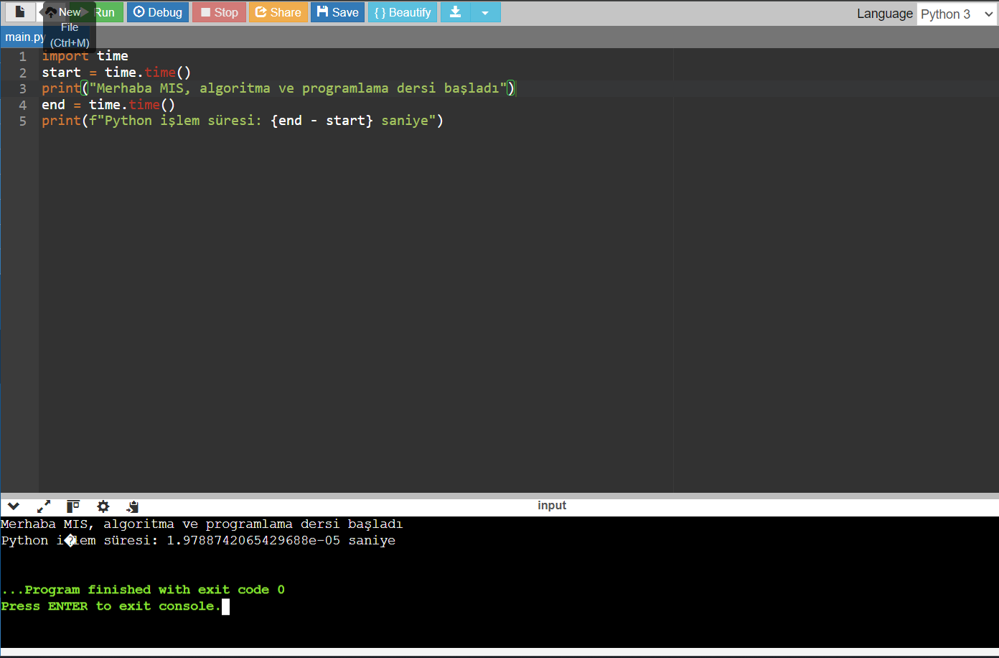 New
File
(Ctrl+M)
Run Debug Stop Share Save { } Beautify
Language Python 3
main.py
1 import time
2 start = time.time()
3 print("Merhaba MIS, algoritma ve programlama dersi başladı")
4 end = time.time()
5 print(f"Python işlem süresi: {end - start} saniye")
input
Merhaba MIS, algoritma ve programlama dersi başladı
Python i�lem süresi: 1.9788742065429688e-05 saniye
...Program finished with exit code 0
Press ENTER to exit console.